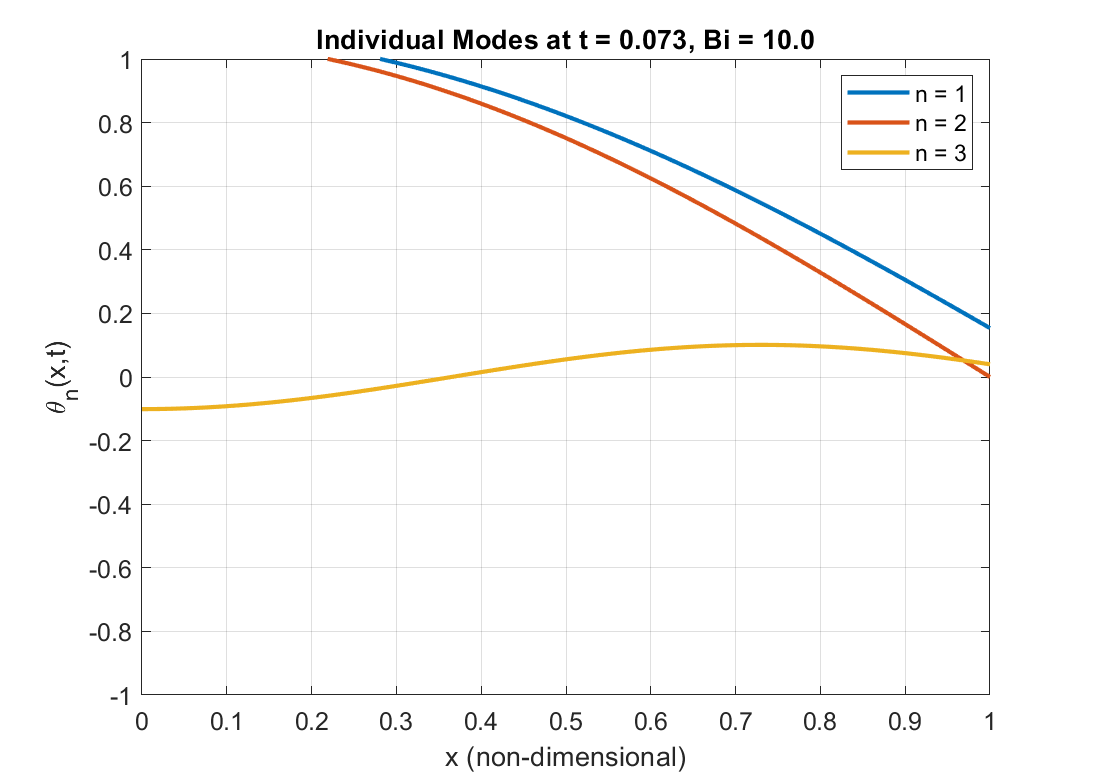 Individual Modes at t = 0.073, Bi = 10.0
n = 1
n = 2
n = 3
1
0.8
0.6
0.4
0.2
0
-0.2
-0.4
-0.6
-0.8
-1
θn(x,t)
0 0.1 0.2 0.3 0.4 0.5 0.6 0.7 0.8 0.9 1
x (non-dimensional)